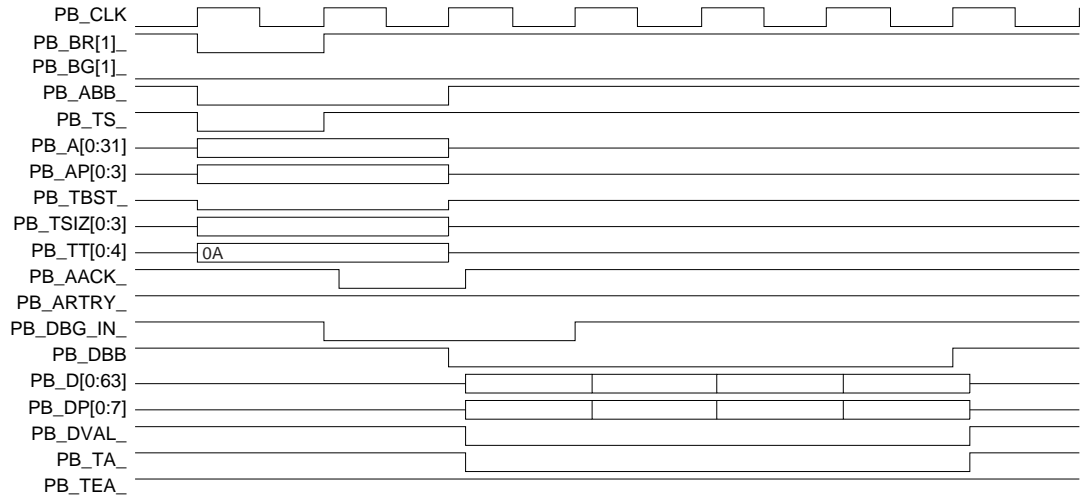 PB_CLK
PB_BR[1]_
PB_BG[1]_
PB_ABB_
PB_TS_
PB_A[0:31]
PB_AP[0:3]
PB_TBST_
PB_TSIZ[0:3]
PB_TT[0:4] 0A
PB_AACK_
PB_ARTRY_
PB_DBG_IN_
PB_DBB
PB_D[0:63]
PB_DP[0:7]
PB_DVAL_
PB_TA_
PB_TEA_